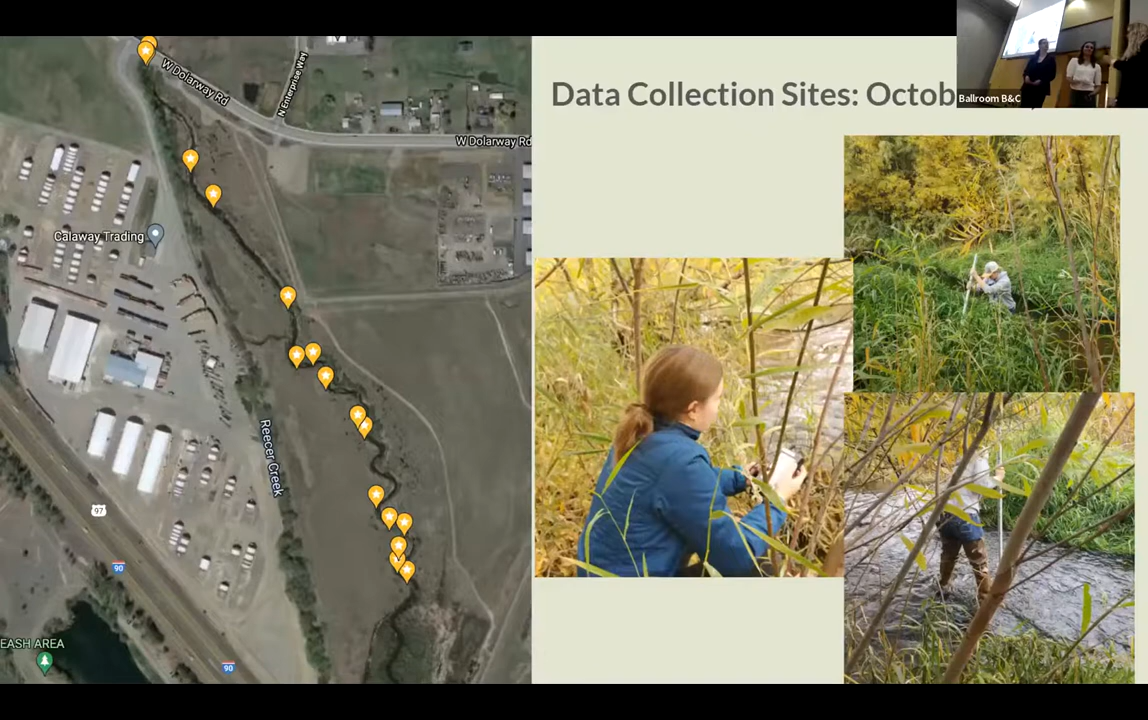 W Dolarway Rd
N Enterprise Way
W Dolarway Rd
Calaway Trading
Reecer Creek
97
90
EASH AREA
90
Data Collection Sites: Octob
Ballroom B&C